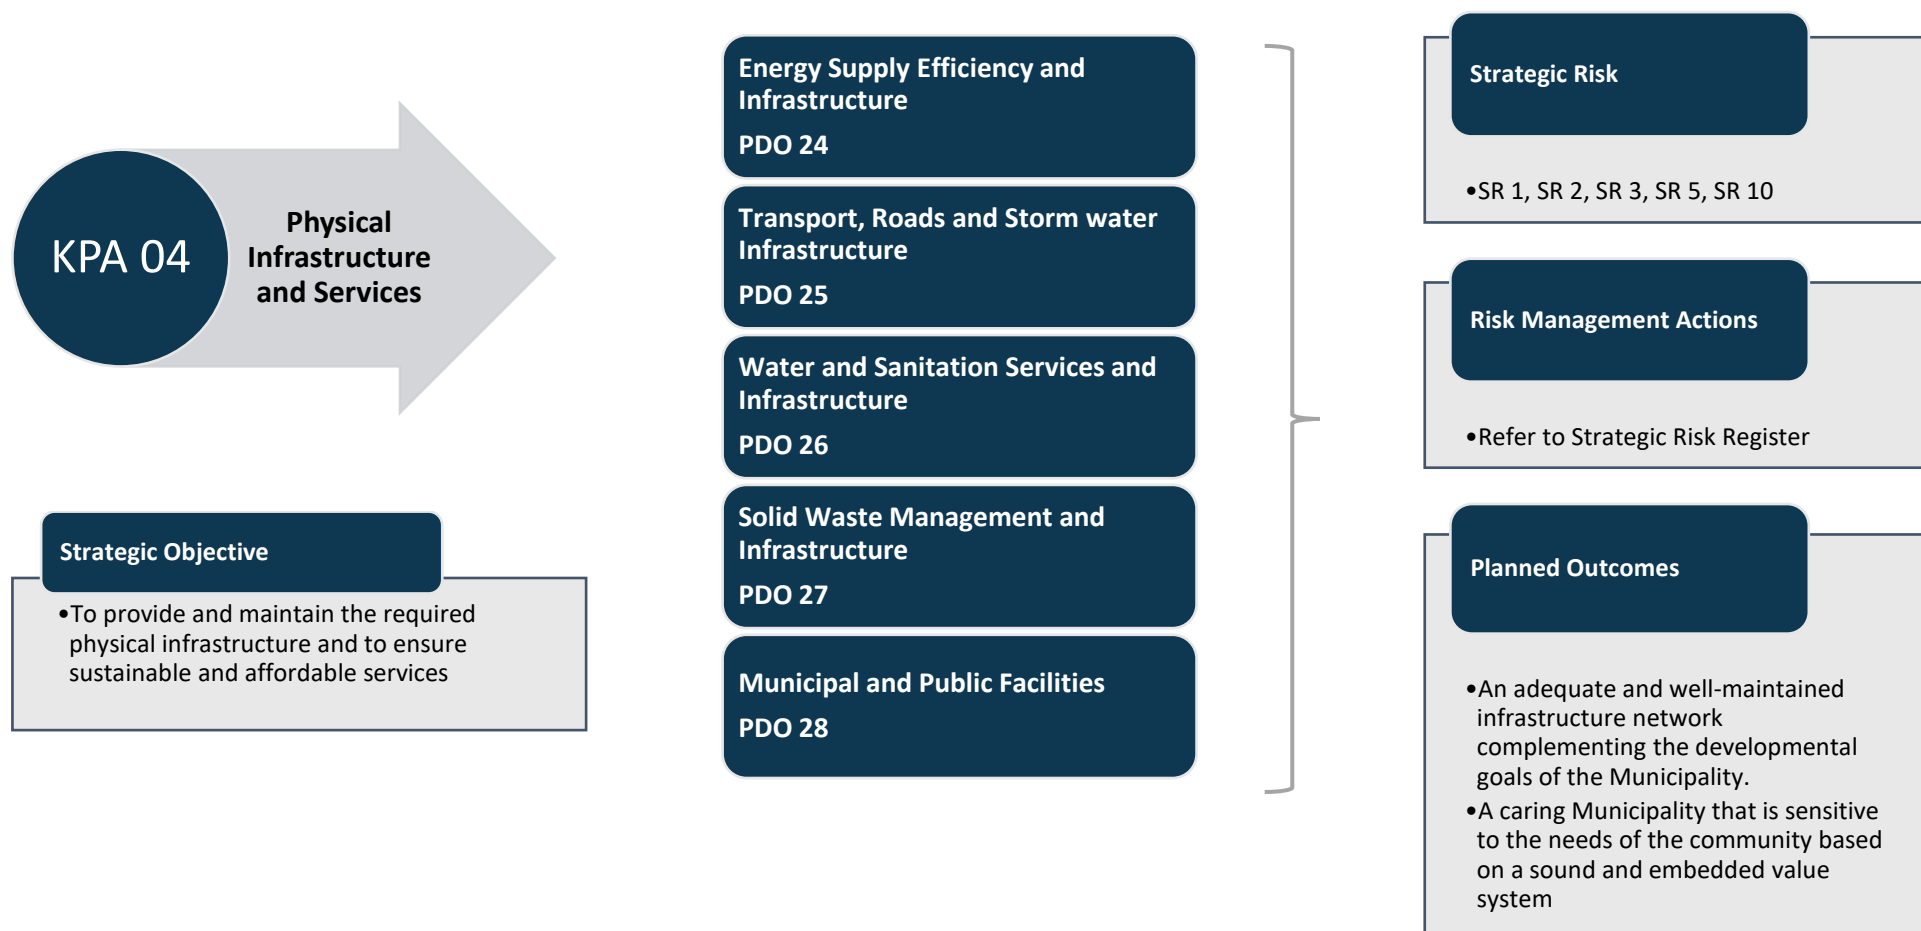 KPA 04
Physical
Infrastructure
and Services
Strategic Objective
•To provide and maintain the required
physical infrastructure and to ensure
sustainable and affordable services
Energy Supply Efficiency and
Infrastructure
PDO 24
Transport, Roads and Storm water
Infrastructure
PDO 25
Water and Sanitation Services and
Infrastructure
PDO 26
Solid Waste Management and
Infrastructure
PDO 27
Municipal and Public Facilities
PDO 28
Strategic Risk
•SR 1, SR 2, SR 3, SR 5, SR 10
Risk Management Actions
•Refer to Strategic Risk Register
Planned Outcomes
•An adequate and well-maintained
infrastructure network
complementing the developmental
goals of the Municipality.
•A caring Municipality that is sensitive
to the needs of the community based
on a sound and embedded value
system